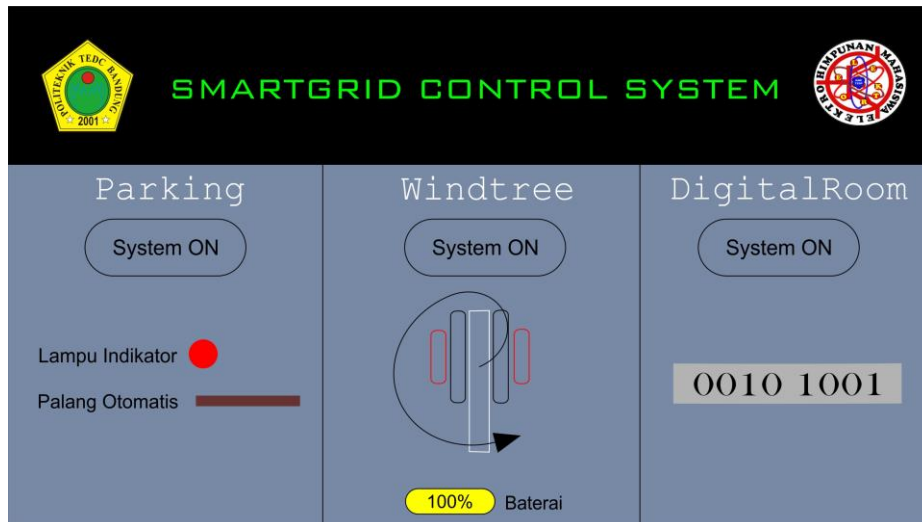 POLITEKNIK TEDC BANDUNG
2001
SMARTGRID CONTROL SYSTEM
HIMPUNAN MAHASISWA ELEKTRO
Parking
System ON
Lampu Indikator
Palang Otomatis
Windtree
System ON
100% Baterai
DigitalRoom
System ON
0010 1001